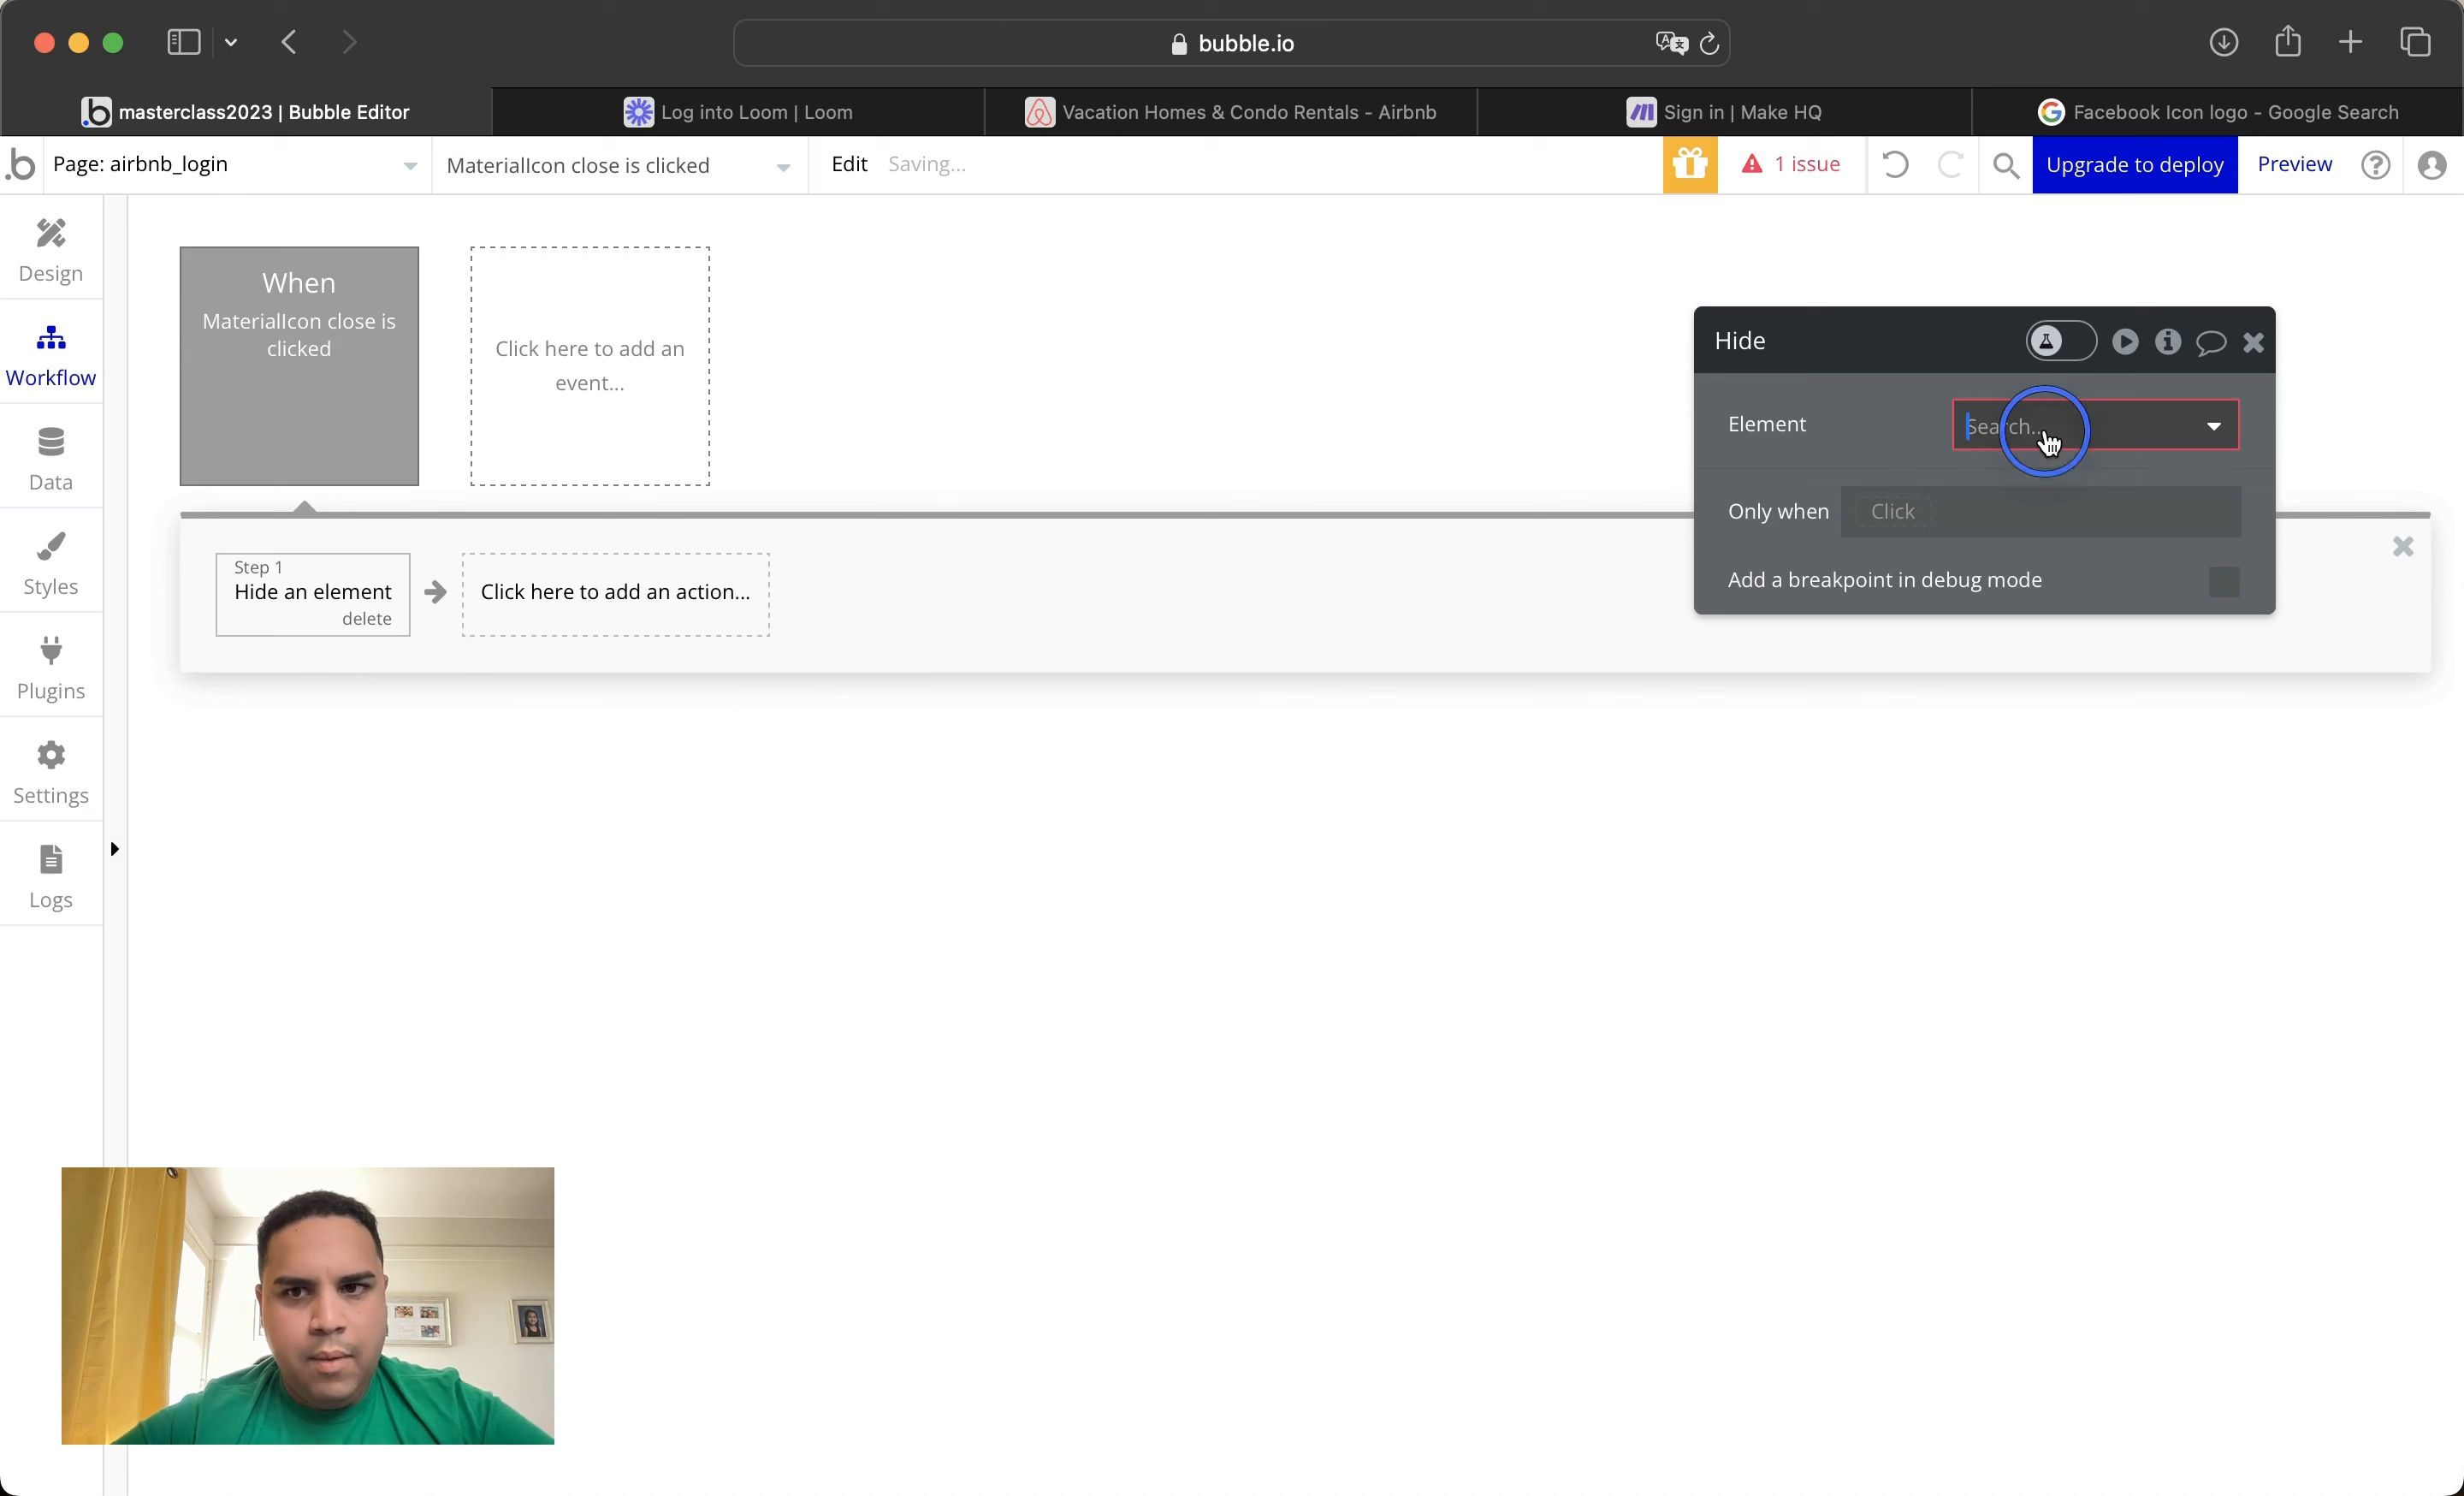 bubble.io
masterclass2023 | Bubble Editor
Log into Loom | Loom
Vacation Homes & Condo Rentals - Airbnb
Sign in | Make HQ
Facebook Icon logo - Google Search
Page: airbnb_login
MaterialIcon close is clicked
Edit
Saving...
1 issue
Upgrade to deploy
Preview
Design
Workflow
Data
Styles
Plugins
Settings
Logs
When
MaterialIcon close is
clicked
Click here to add an
event...
Step 1
Hide an element
delete
Click here to add an action...
Hide
Element
Search...
Only when
Click
Add a breakpoint in debug mode